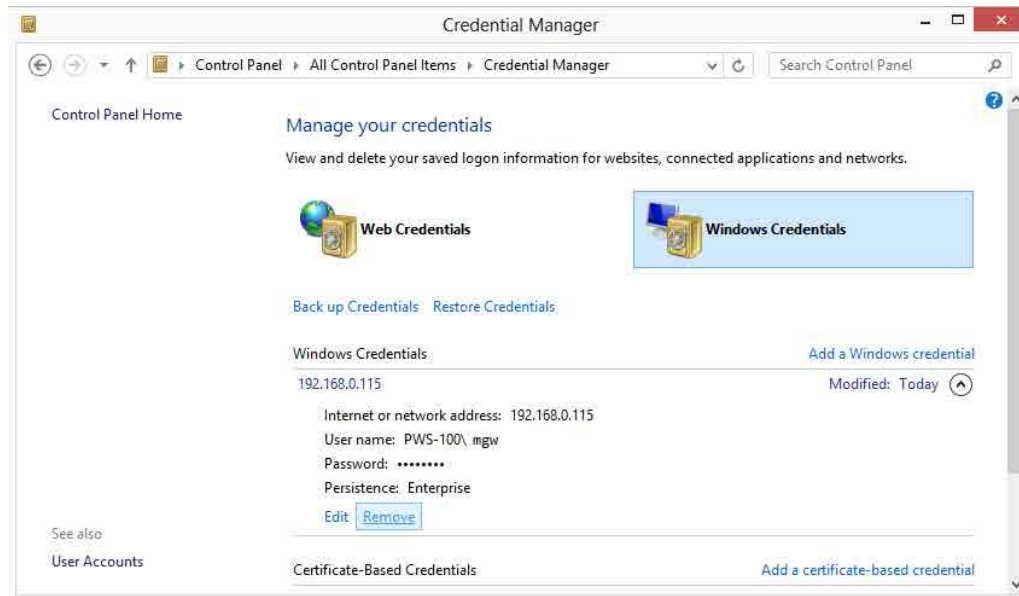 Credential Manager
Control Panel Home
Control Panel All Control Panel Items Credential Manager Search Control Panel
Manage your credentials
View and delete your saved logon information for websites, connected applications and networks.
Web Credentials Windows Credentials
Back up Credentials Restore Credentials
Windows Credentials Add a Windows credential
192.168.0.115 Modified: Today
Internet or network address: 192.168.0.115
User name: PWS-100\ mgw
Password: ••••••••
Persistence: Enterprise
Edit Remove
See also
User Accounts
Certificate-Based Credentials Add a certificate-based credential